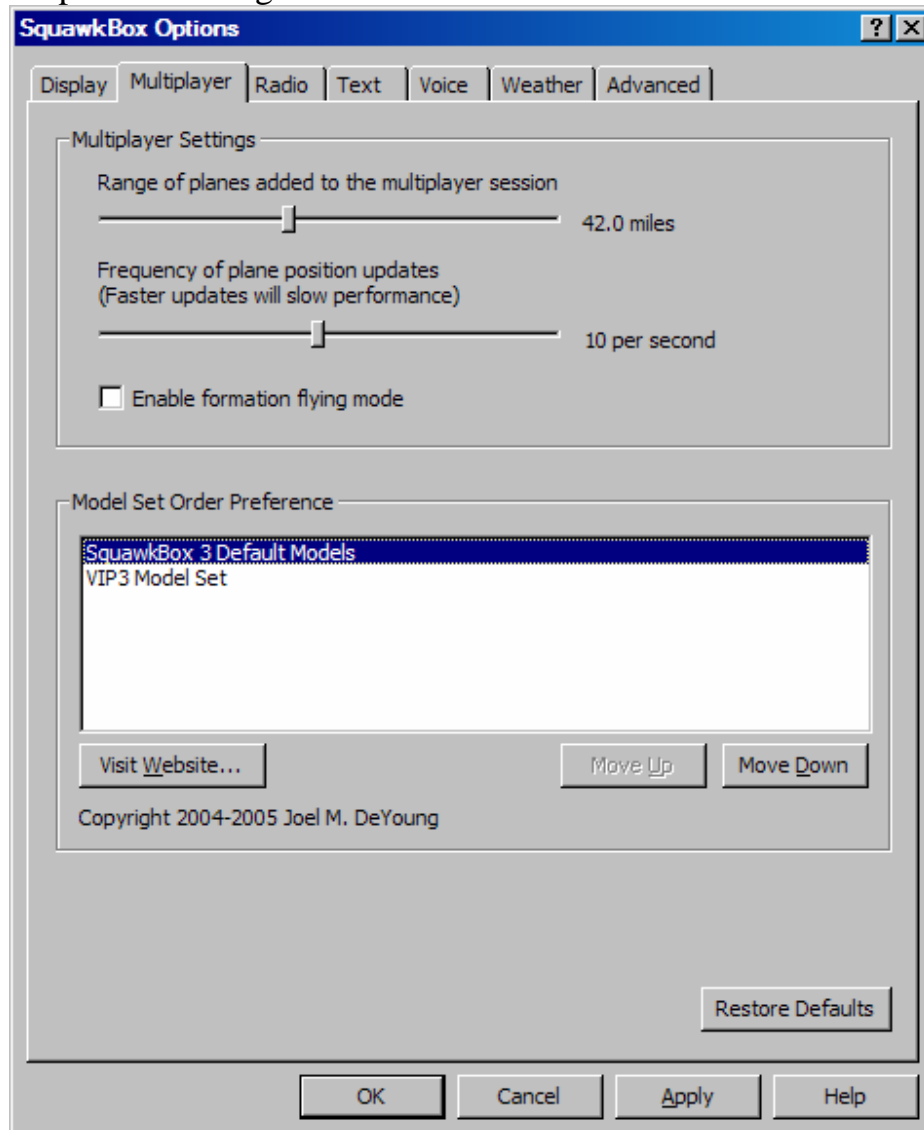 SquawkBox Options
Display Multiplayer Radio Text Voice Weather Advanced
Multiplayer Settings
Range of planes added to the multiplayer session
42.0 miles
Frequency of plane position updates
(Faster updates will slow performance)
10 per second
Enable formation flying mode
Model Set Order Preference
SquawkBox 3 Default Models
VIP3 Model Set
Visit Website... Move Up Move Down
Copyright 2004-2005 Joel M. DeYoung
Restore Defaults
OK Cancel Apply Help